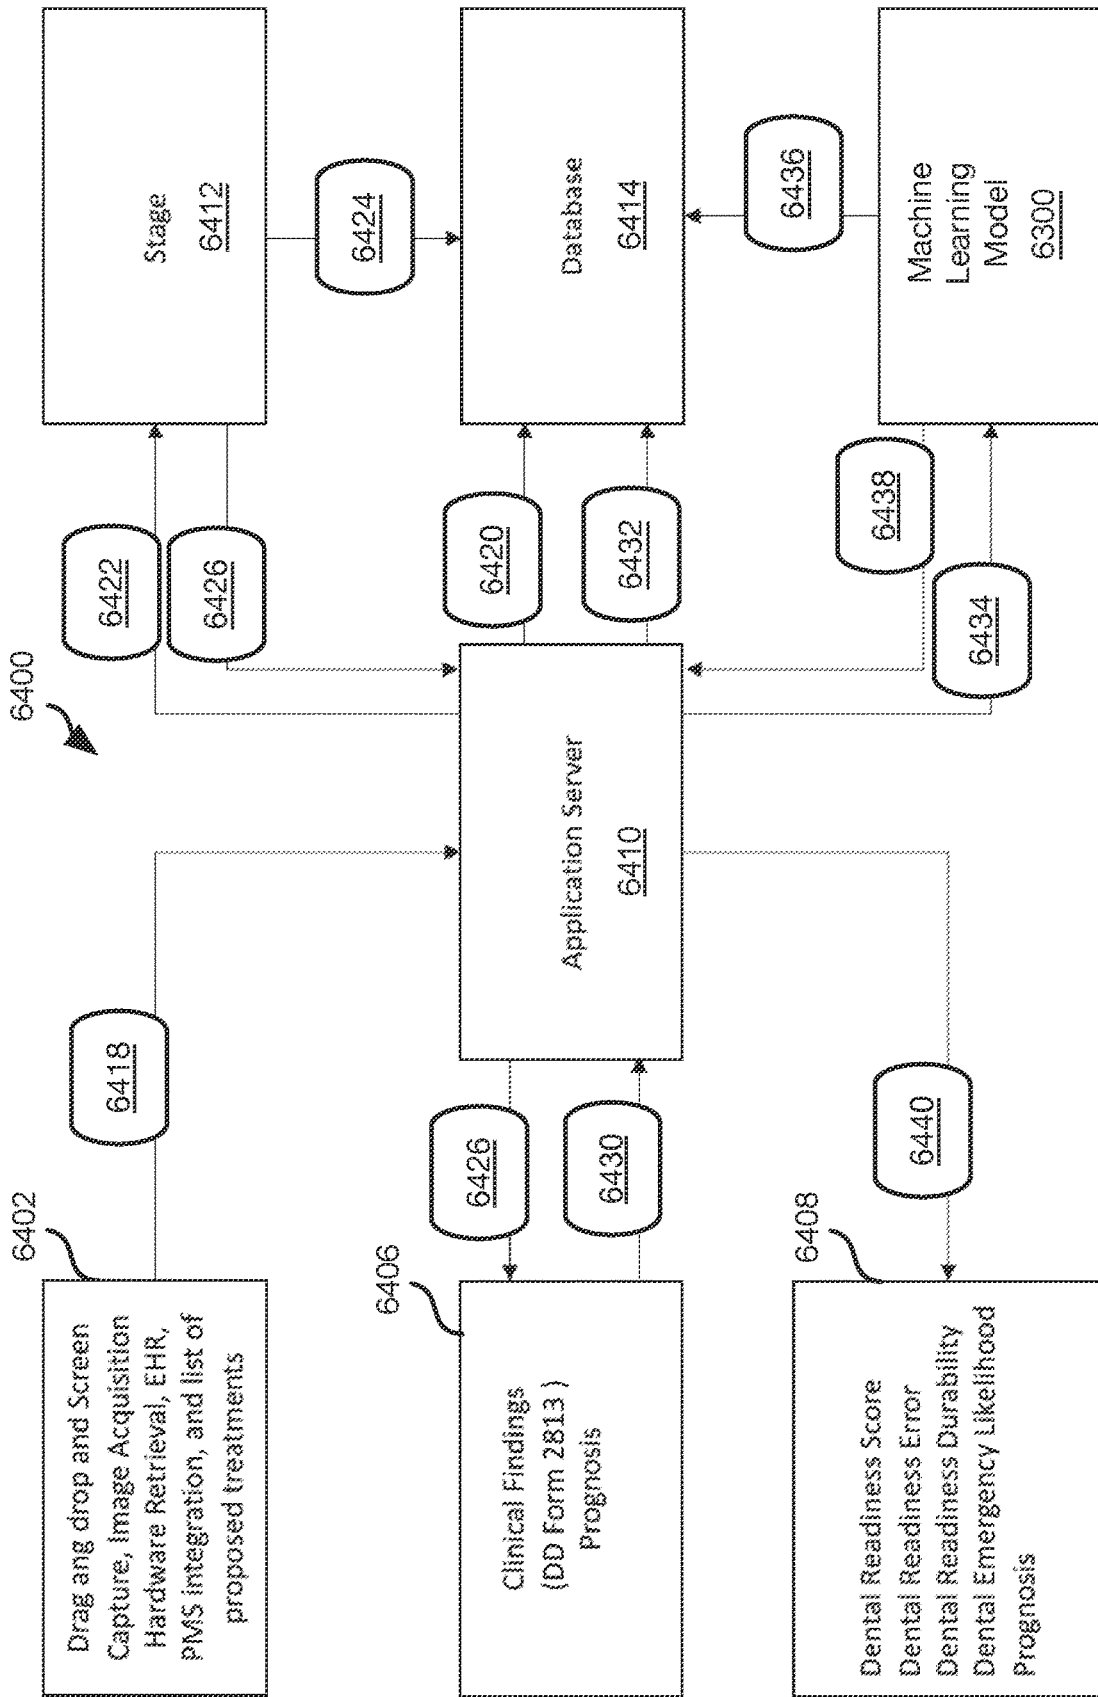 6400
6402
Drag ang drop and Screen
Capture, Image Acquisition
Hardware Retrieval, EHR,
PMS integration, and list of
proposed treatments
6418
6422
6426
Stage
6412
6424
6406
Clinical Findings
(DD Form 2813 )
Prognosis
6426
6430
Application Server
6410
6420
6432
Database
6414
6436
6408
Dental Readiness Score
Dental Readiness Error
Dental Readiness Durability
Dental Emergency Likelihood
Prognosis
6440
6438
6434
Machine
Learning
Model
6300